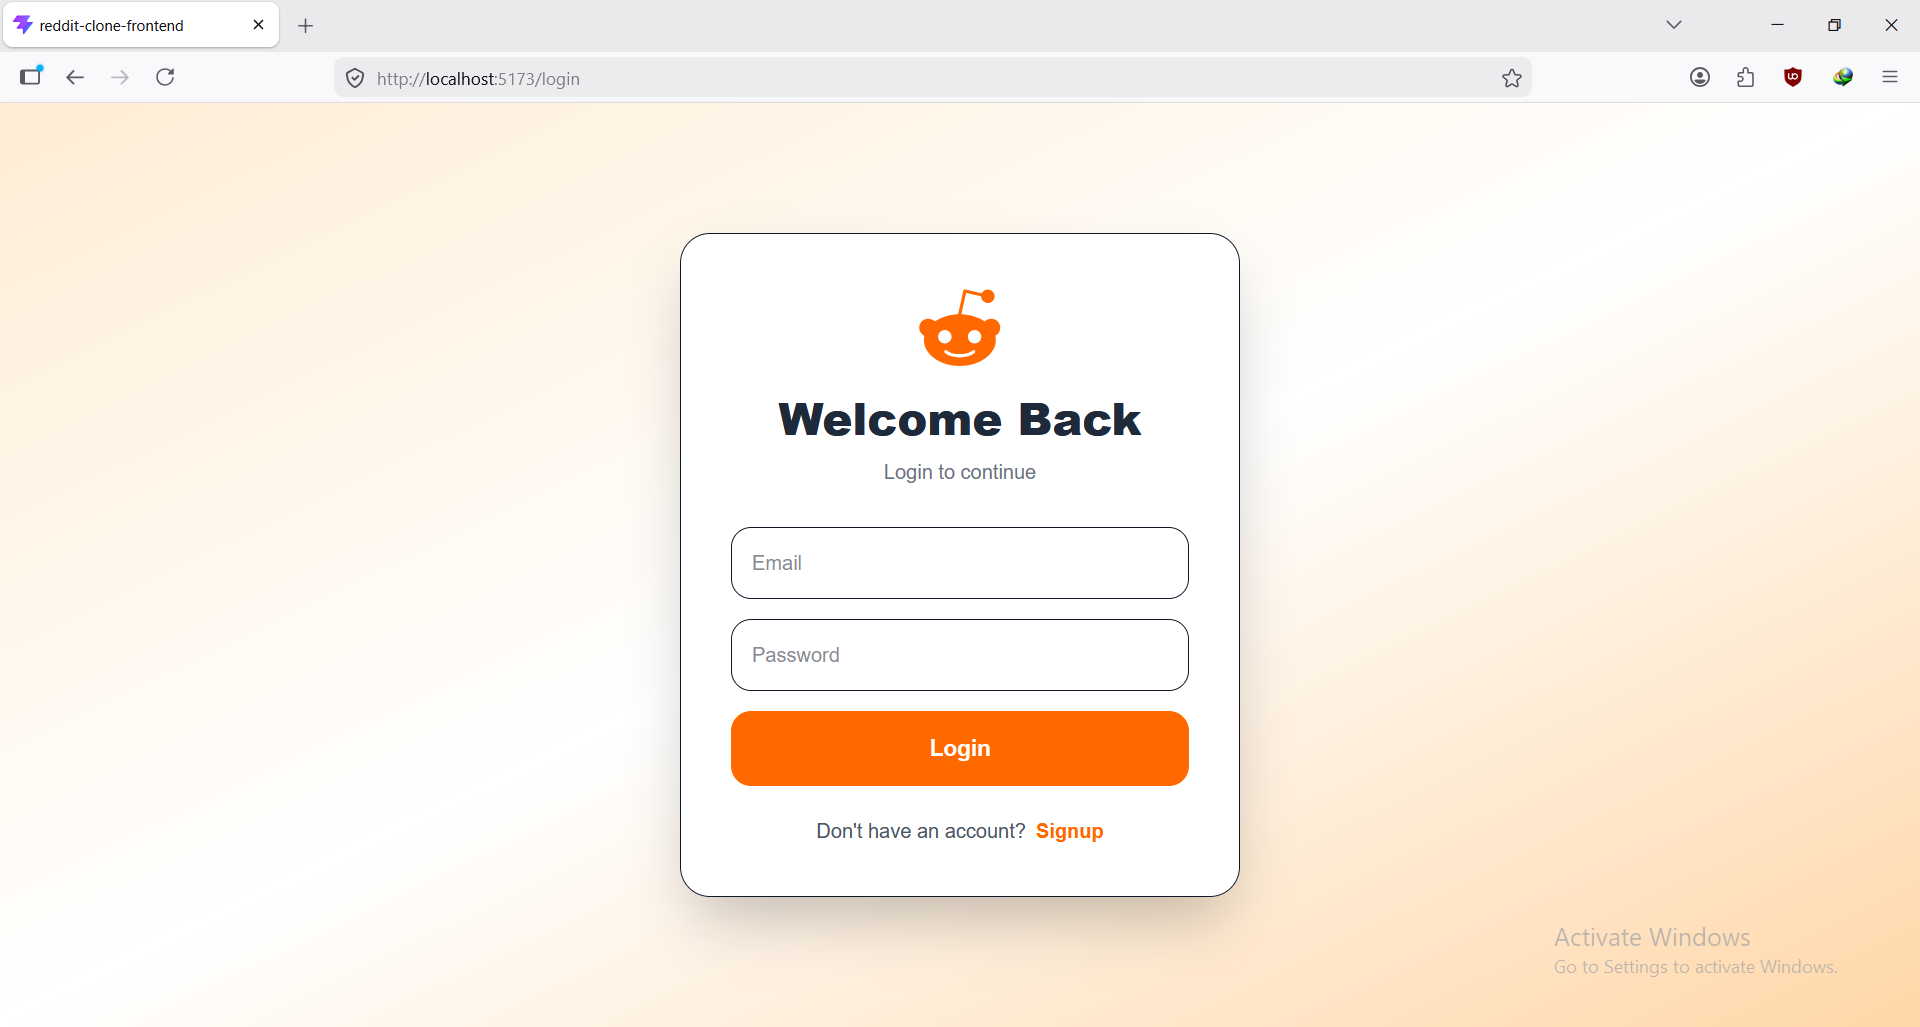 reddit-clone-frontend
http://localhost:5173/login
Welcome Back
Login to continue
Email
Password
Login
Don't have an account? Signup
Activate Windows
Go to Settings to activate Windows.